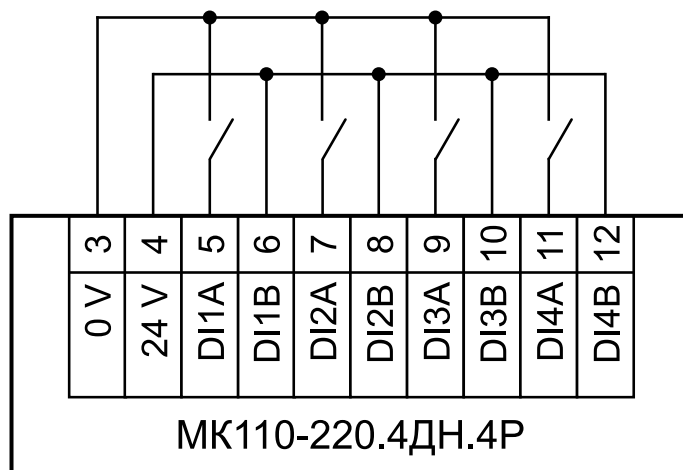 3 4 5 6 7 8 9 10 11 12
0 V 24 V DI1A DI1B DI2A DI2B DI3A DI3B DI4A DI4B
МК110-220.4ДН.4Р